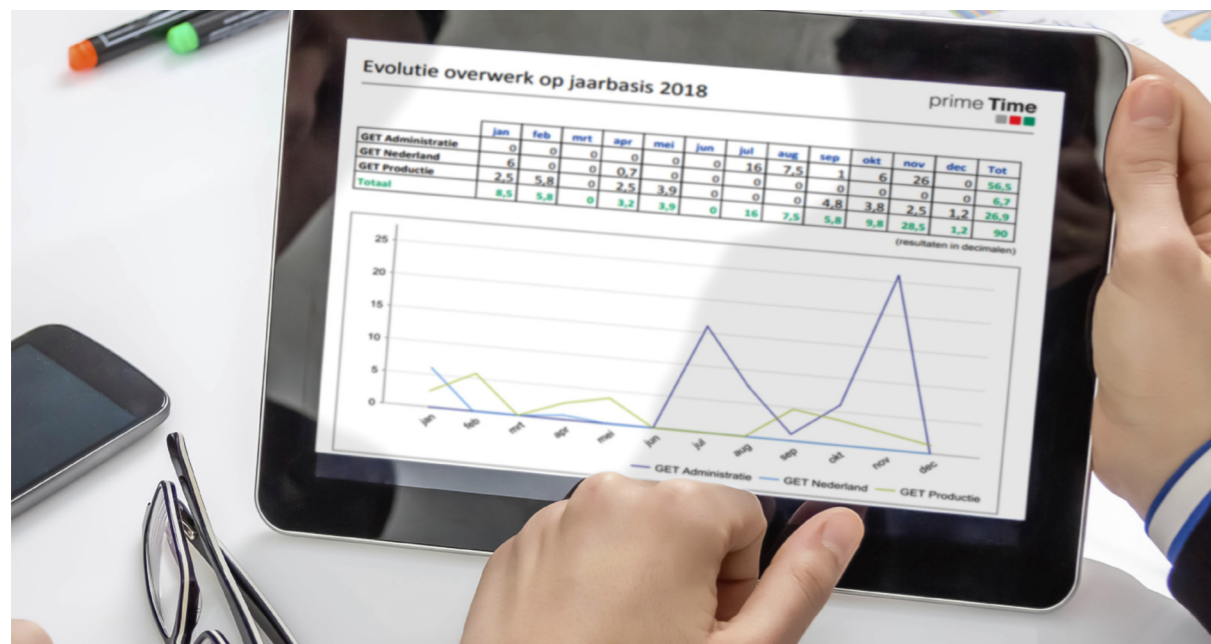 Evolutie overwerk op jaarbasis 2018
prime Time
jan feb mrt apr mei jun jul aug sep okt nov dec Tot
GET Administratie 0 0 0 0 0 0 16 7,5 1 6 26 0 56,5
GET Nederland 6 0 0 0,7 0 0 0 0 0 0 0 0 6,7
GET Productie 2,5 5,8 0 2,5 3,9 0 0 0 4,8 3,8 2,5 1,2 26,9
Totaal 8,5 5,8 0 3,2 3,9 0 16 7,5 5,8 9,8 28,5 1,2 90
(resultaten in decimalen)
25
20
15
10
5
0
jan feb mrt apr mei jun jul aug sep okt nov dec
GET Administratie GET Nederland GET Productie